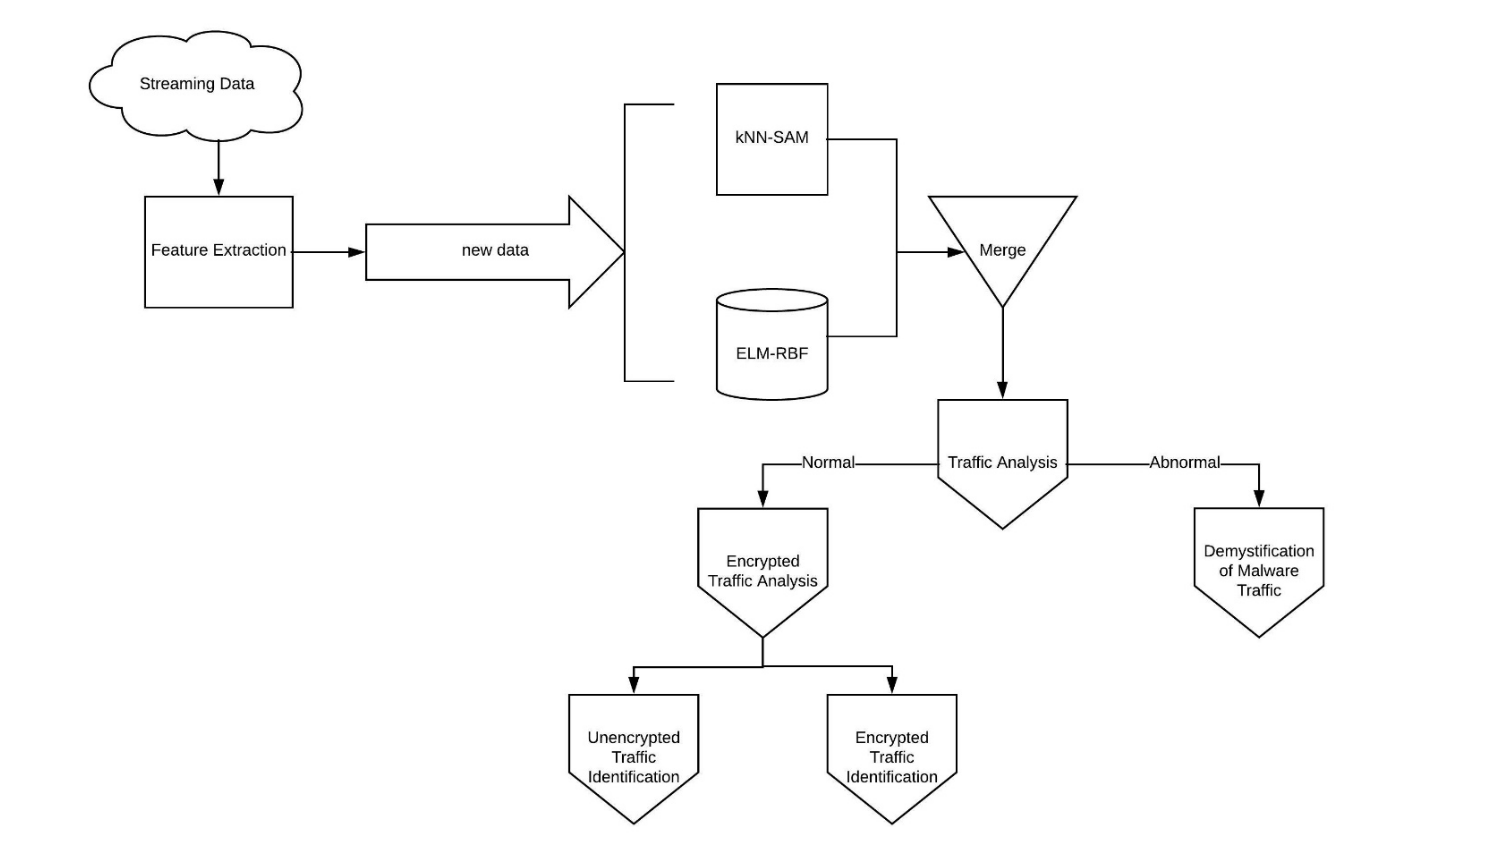 Streaming Data
kNN-SAM
Feature Extraction
new data
Merge
ELM-RBF
Normal
Traffic Analysis
Abnormal
Encrypted
Traffic Analysis
Demystification
of Malware
Traffic
Unencrypted
Traffic
Identification
Encrypted
Traffic
Identification